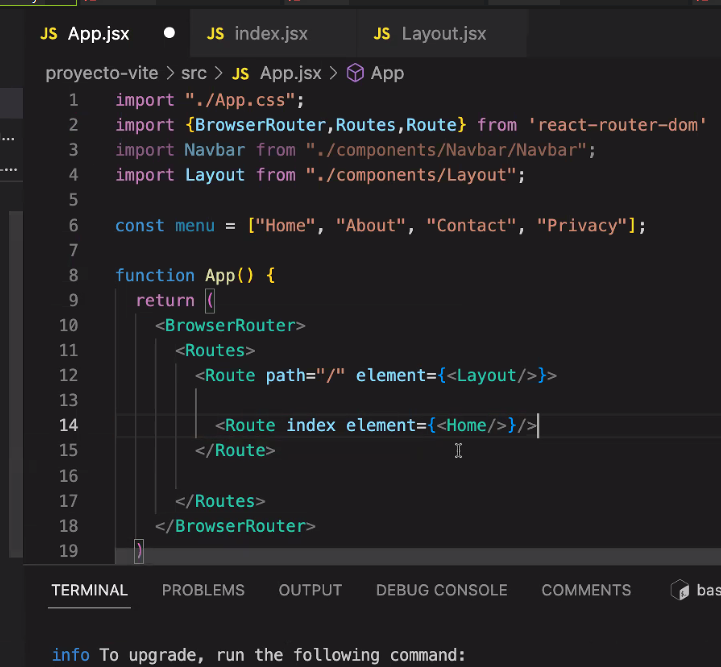 JS App.jsx JS index.jsx JS Layout.jsx
proyecto-vite > src > JS App.jsx > App
1 import "./App.css";
2 import {BrowserRouter,Routes,Route} from 'react-router-dom'
3 import Navbar from "./components/Navbar/Navbar";
4 import Layout from "./components/Layout";
5
6 const menu = ["Home", "About", "Contact", "Privacy"];
7
8 function App() {
9   return (
10     <BrowserRouter>
11       <Routes>
12         <Route path="/" element={<Layout/>}>
13
14           <Route index element={<Home/>}/>
15         </Route>
16
17       </Routes>
18     </BrowserRouter>
19   )
TERMINAL PROBLEMS OUTPUT DEBUG CONSOLE COMMENTS bas
info To upgrade, run the following command: